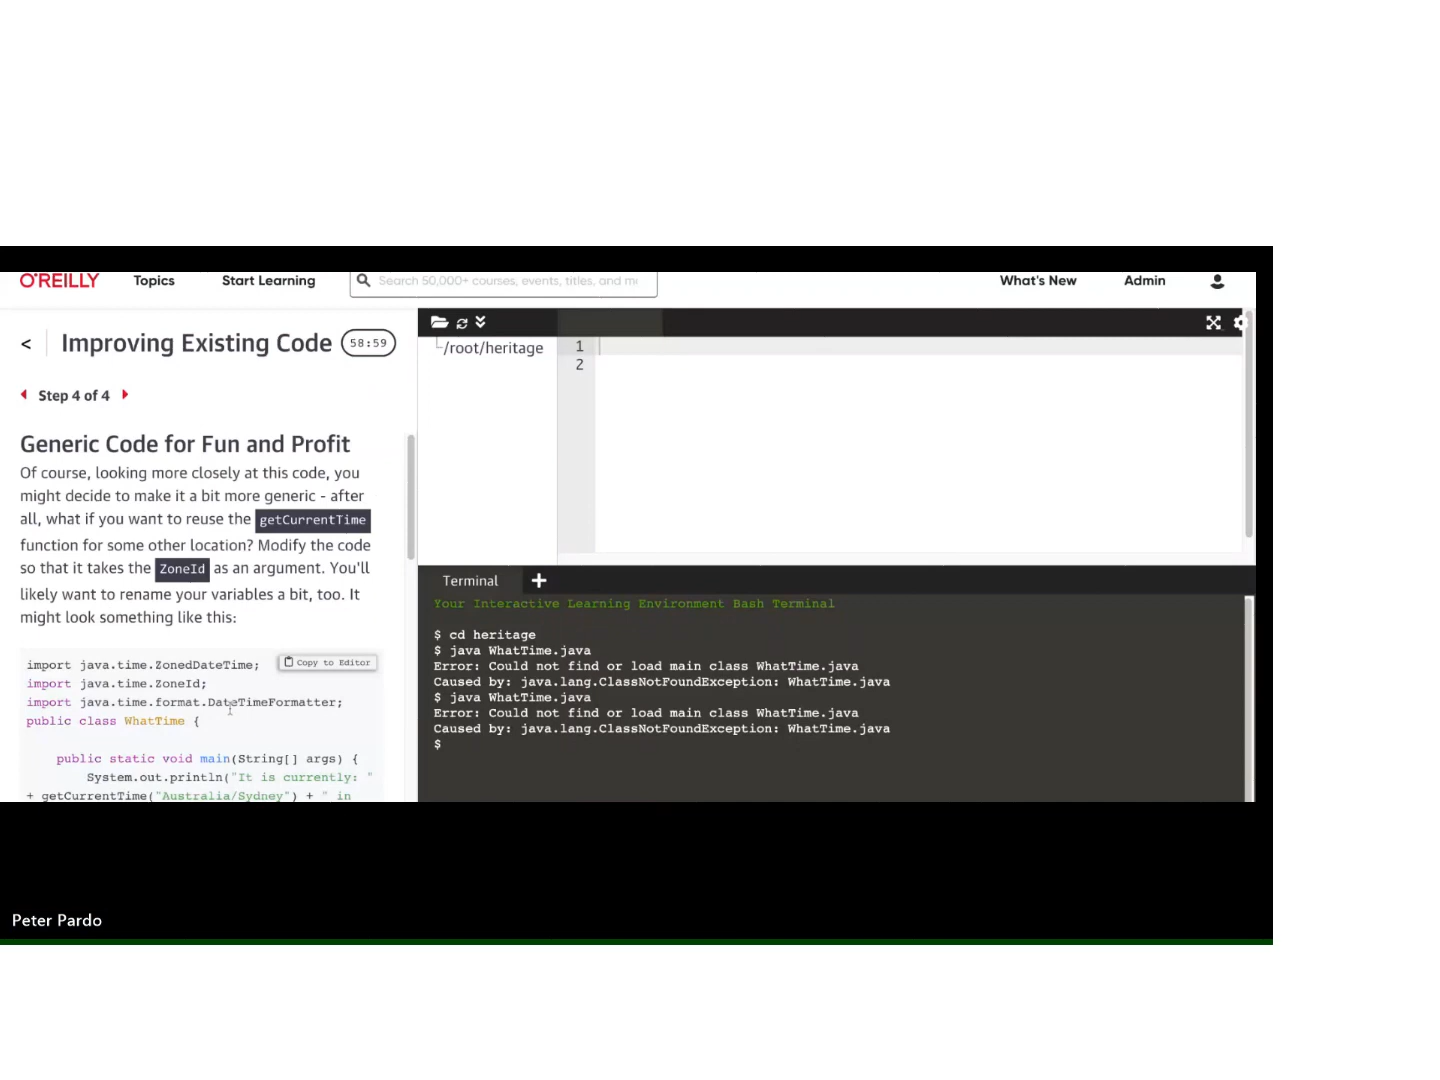 O'REILLY Topics Start Learning Search 50,000+ courses, events, titles, and m What's New Admin
< Improving Existing Code 58:59
Step 4 of 4
Generic Code for Fun and Profit
Of course, looking more closely at this code, you
might decide to make it a bit more generic - after
all, what if you want to reuse the getCurrentTime
function for some other location? Modify the code
so that it takes the ZoneId as an argument. You'll
likely want to rename your variables a bit, too. It
might look something like this:
import java.time.ZonedDateTime; Copy to Editor
import java.time.ZoneId;
import java.time.format.DateTimeFormatter;
public class WhatTime {
public static void main(String[] args) {
System.out.println("It is currently: "
+ getCurrentTime("Australia/Sydney") + " in
/root/heritage
1
2
Terminal +
Your Interactive Learning Environment Bash Terminal
$ cd heritage
$ java WhatTime.java
Error: Could not find or load main class WhatTime.java
Caused by: java.lang.ClassNotFoundException: WhatTime.java
$ java WhatTime.java
Error: Could not find or load main class WhatTime.java
Caused by: java.lang.ClassNotFoundException: WhatTime.java
$
Peter Pardo